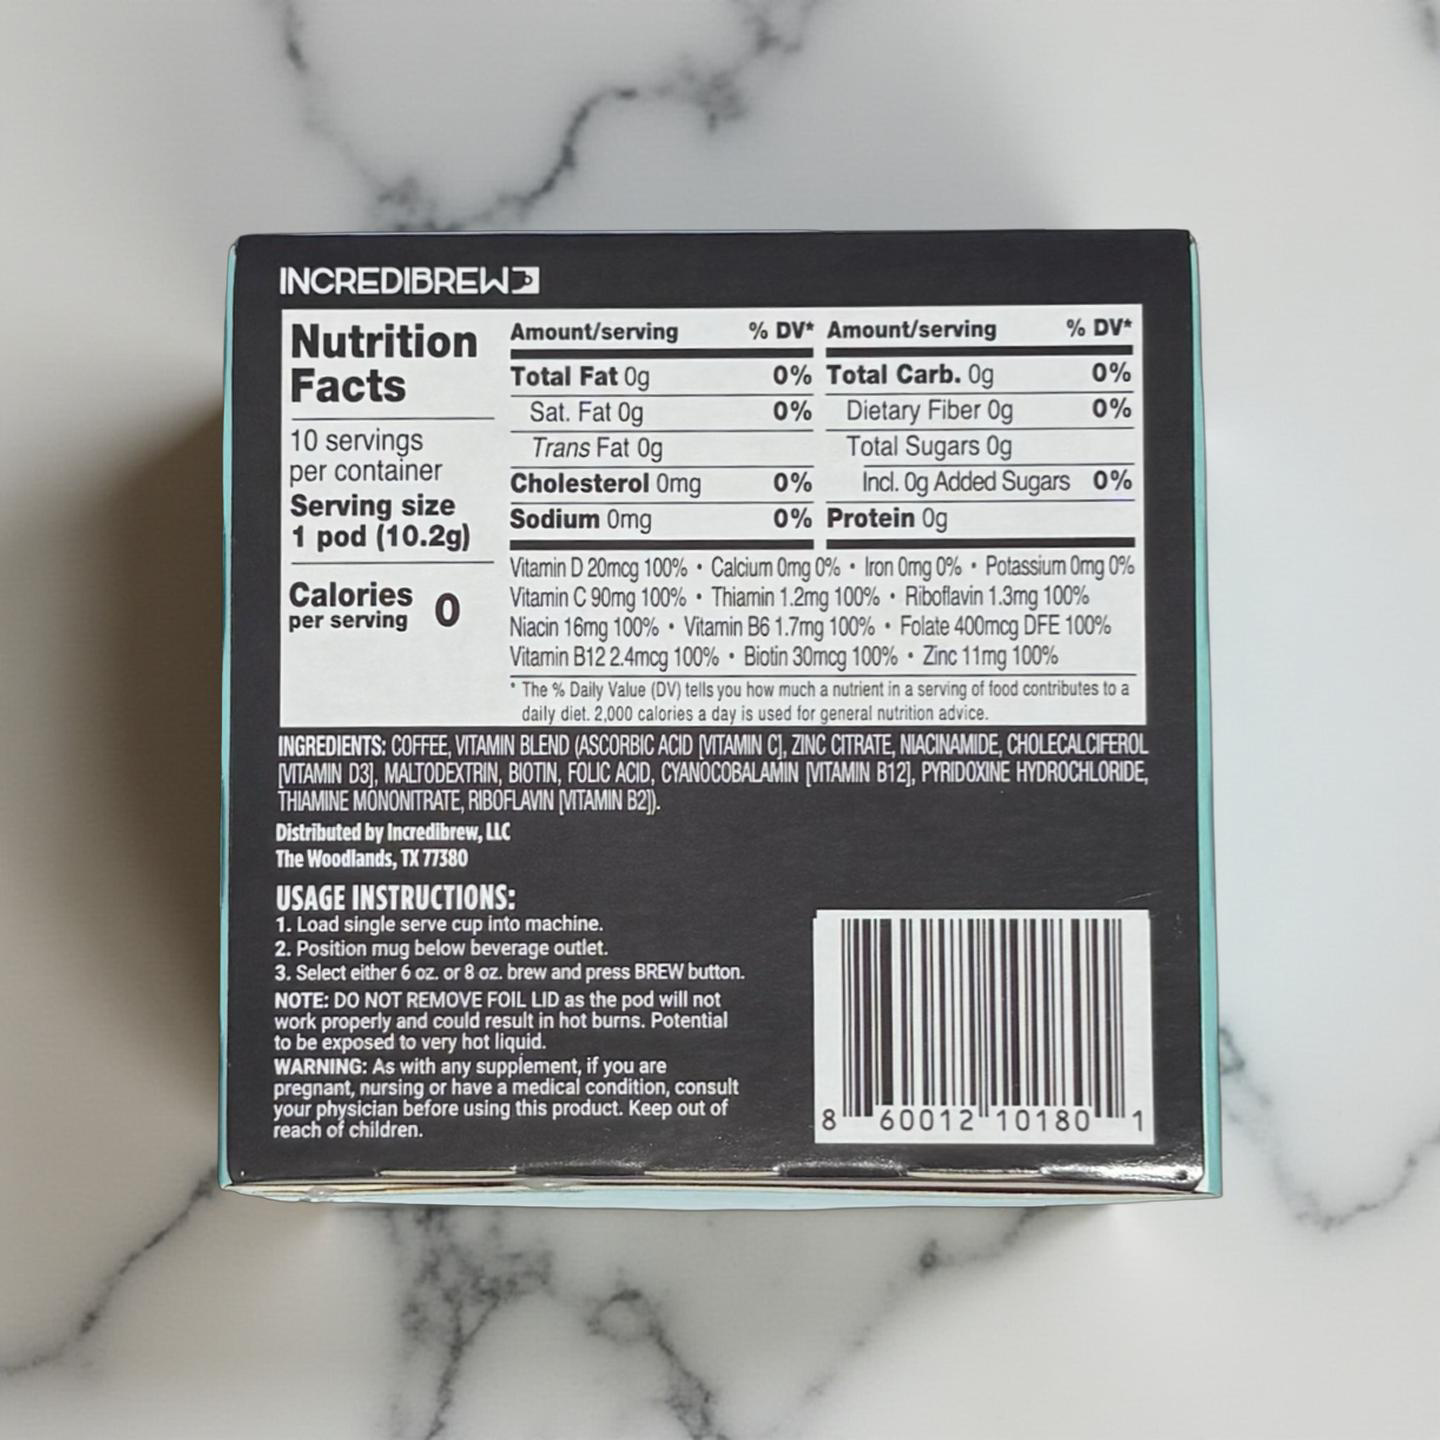 INCREDIBREW
Nutrition
Facts
10 servings
per container
Serving size
1 pod (10.2g)
Calories
per serving 0
Amount/serving % DV*
Total Fat 0g 0%
Sat. Fat 0g 0%
Trans Fat 0g
Cholesterol 0mg 0%
Sodium 0mg 0%
Amount/serving % DV*
Total Carb. 0g 0%
Dietary Fiber 0g 0%
Total Sugars 0g
Incl. 0g Added Sugars 0%
Protein 0g
Vitamin D 20mcg 100% • Calcium 0mg 0% • Iron 0mg 0% • Potassium 0mg 0%
Vitamin C 90mg 100% • Thiamin 1.2mg 100% • Riboflavin 1.3mg 100%
Niacin 16mg 100% • Vitamin B6 1.7mg 100% • Folate 400mcg DFE 100%
Vitamin B12 2.4mcg 100% • Biotin 30mcg 100% • Zinc 11mg 100%
* The % Daily Value (DV) tells you how much a nutrient in a serving of food contributes to a
daily diet. 2,000 calories a day is used for general nutrition advice.
INGREDIENTS: COFFEE, VITAMIN BLEND (ASCORBIC ACID [VITAMIN C], ZINC CITRATE, NIACINAMIDE, CHOLECALCIFEROL
[VITAMIN D3], MALTODEXTRIN, BIOTIN, FOLIC ACID, CYANOCOBALAMIN [VITAMIN B12], PYRIDOXINE HYDROCHLORIDE,
THIAMINE MONONITRATE, RIBOFLAVIN [VITAMIN B2]).
Distributed by Incredibrew, LLC
The Woodlands, TX 77380
USAGE INSTRUCTIONS:
1. Load single serve cup into machine.
2. Position mug below beverage outlet.
3. Select either 6 oz. or 8 oz. brew and press BREW button.
NOTE: DO NOT REMOVE FOIL LID as the pod will not
work properly and could result in hot burns. Potential
to be exposed to very hot liquid.
WARNING: As with any supplement, if you are
pregnant, nursing or have a medical condition, consult
your physician before using this product. Keep out of
reach of children.
8 60012 10180 1